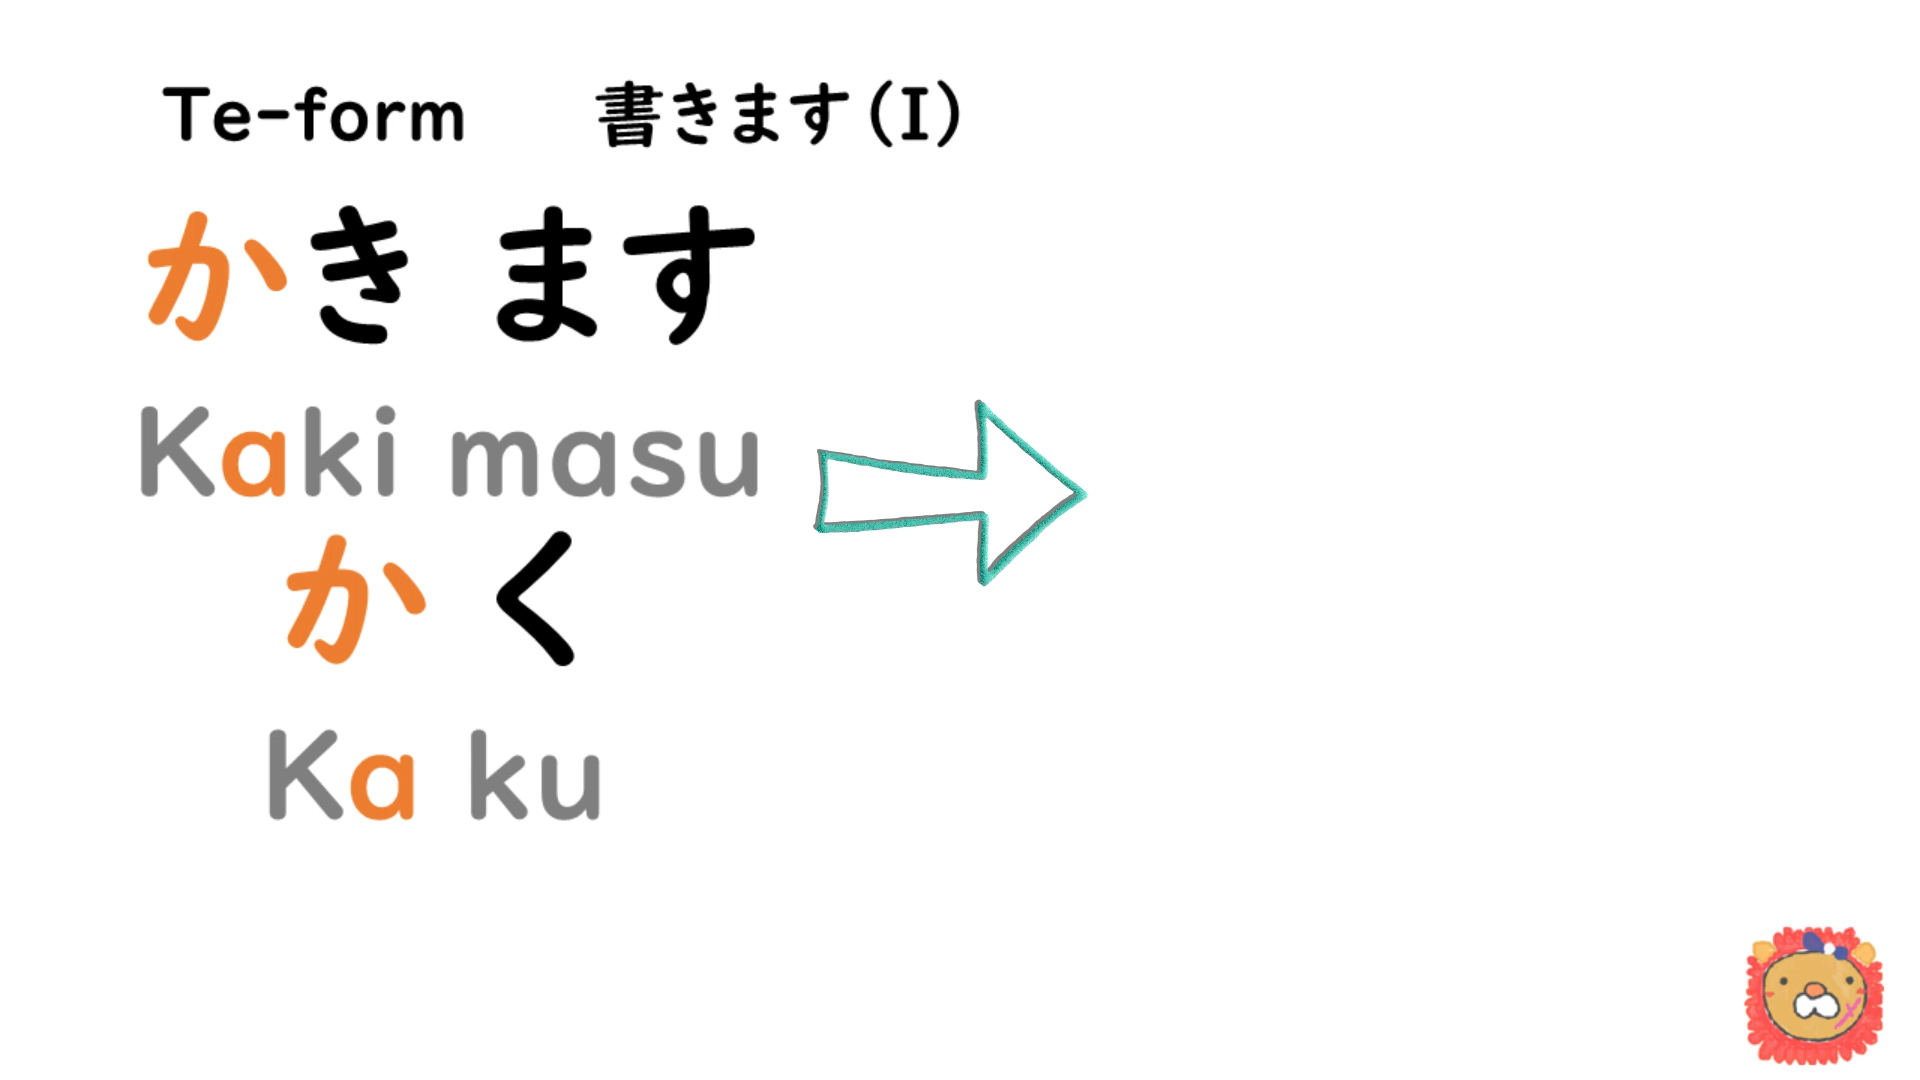 Te-form 書きます(I)
かき ます
Kaki masu
か く
Ka ku